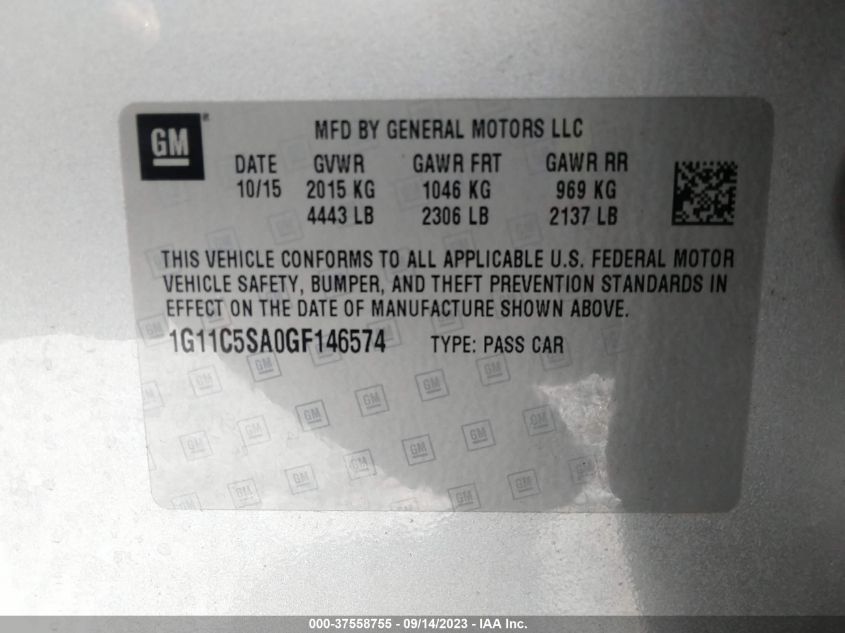 GM
MFD BY GENERAL MOTORS LLC
DATE GVWR GAWR FRT GAWR RR
10/15 2015 KG 1046 KG 969 KG
4443 LB 2306 LB 2137 LB
THIS VEHICLE CONFORMS TO ALL APPLICABLE U.S. FEDERAL MOTOR
VEHICLE SAFETY, BUMPER, AND THEFT PREVENTION STANDARDS IN
EFFECT ON THE DATE OF MANUFACTURE SHOWN ABOVE.
1G11C5SA0GF146574 TYPE: PASS CAR
000-37558755 - 09/14/2023 - IAA Inc.